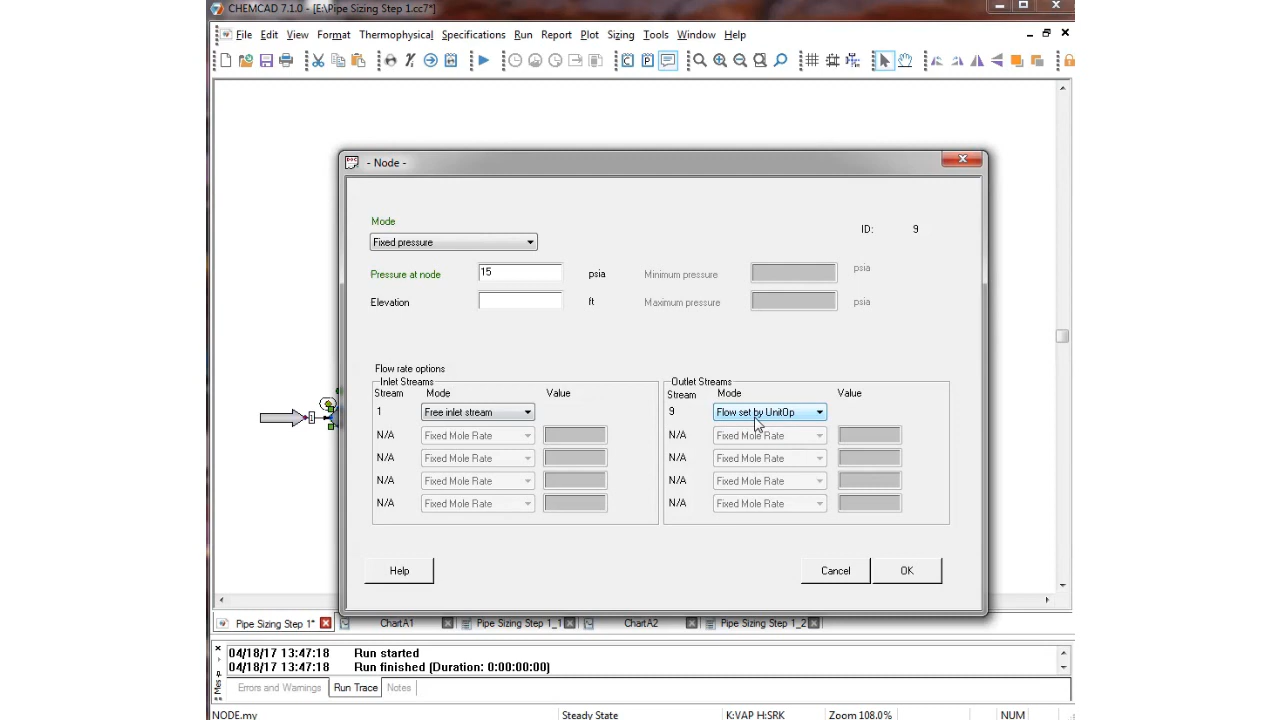 CHEMCAD 7.1.0 - [E:\Pipe Sizing Step 1.cc7*]
File Edit View Format Thermophysical Specifications Run Report Plot Sizing Tools Window Help
- Node -
Mode
ID: 9
Fixed pressure
Pressure at node 15 psia Minimum pressure psia
Elevation ft Maximum pressure psia
Flow rate options
Inlet Streams Outlet Streams
Stream Mode Value Stream Mode Value
1 Free inlet stream 9 Flow set by UnitOp
N/A Fixed Mole Rate N/A Fixed Mole Rate
N/A Fixed Mole Rate N/A Fixed Mole Rate
N/A Fixed Mole Rate N/A Fixed Mole Rate
N/A Fixed Mole Rate N/A Fixed Mole Rate
1
Help Cancel OK
Pipe Sizing Step 1* ChartA1 Pipe Sizing Step 1_1 ChartA2 Pipe Sizing Step 1_2
04/18/17 13:47:18 Run started
04/18/17 13:47:18 Run finished (Duration: 0:00:00:00)
Mes
Errors and Warnings Run Trace Notes
NODE.my Steady State K:VAP H:SRK Zoom 108.0% NUM